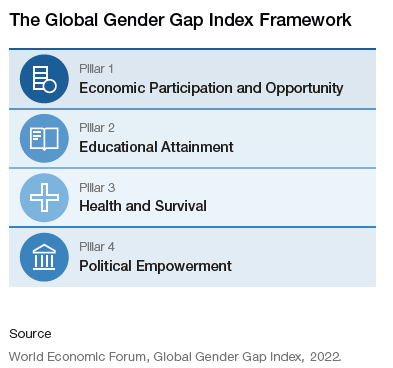 The Global Gender Gap Index Framework
Pillar 1
Economic Participation and Opportunity
Pillar 2
Educational Attainment
Pillar 3
Health and Survival
Pillar 4
Political Empowerment
Source
World Economic Forum, Global Gender Gap Index, 2022.